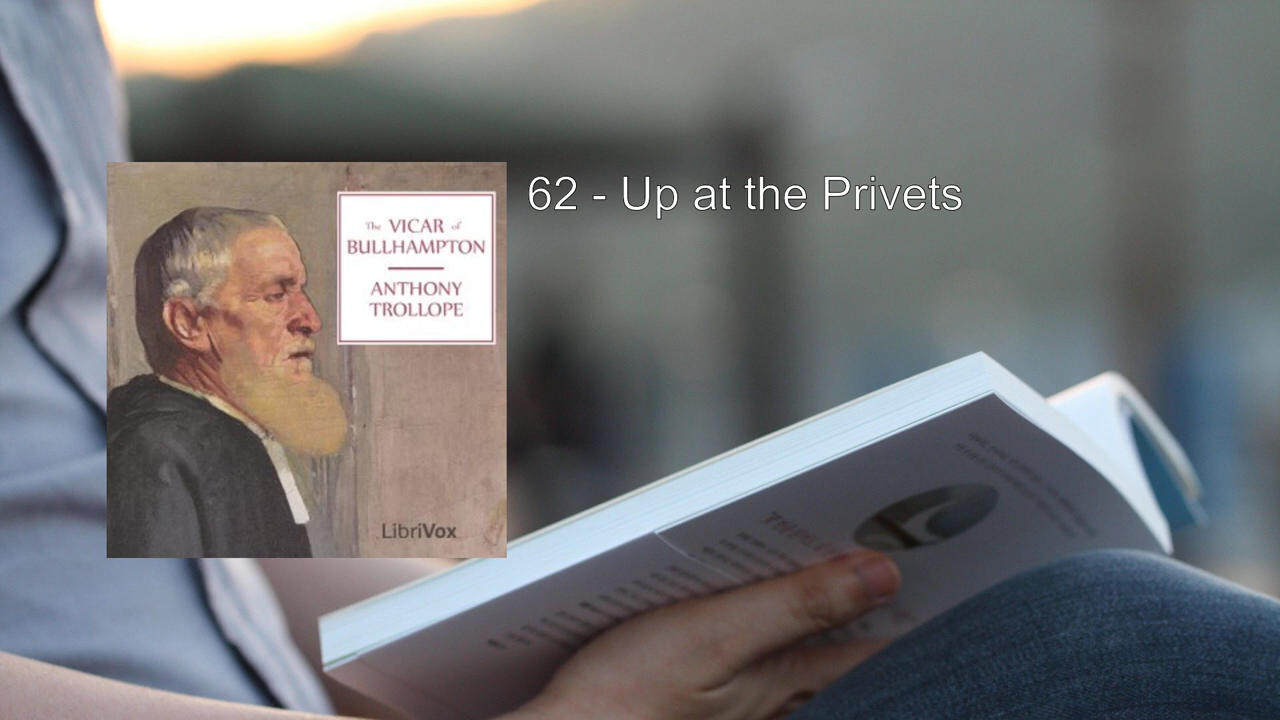 62 - Up at the Privets
The VICAR of
BULLHAMPTON
ANTHONY
TROLLOPE
LibriVox